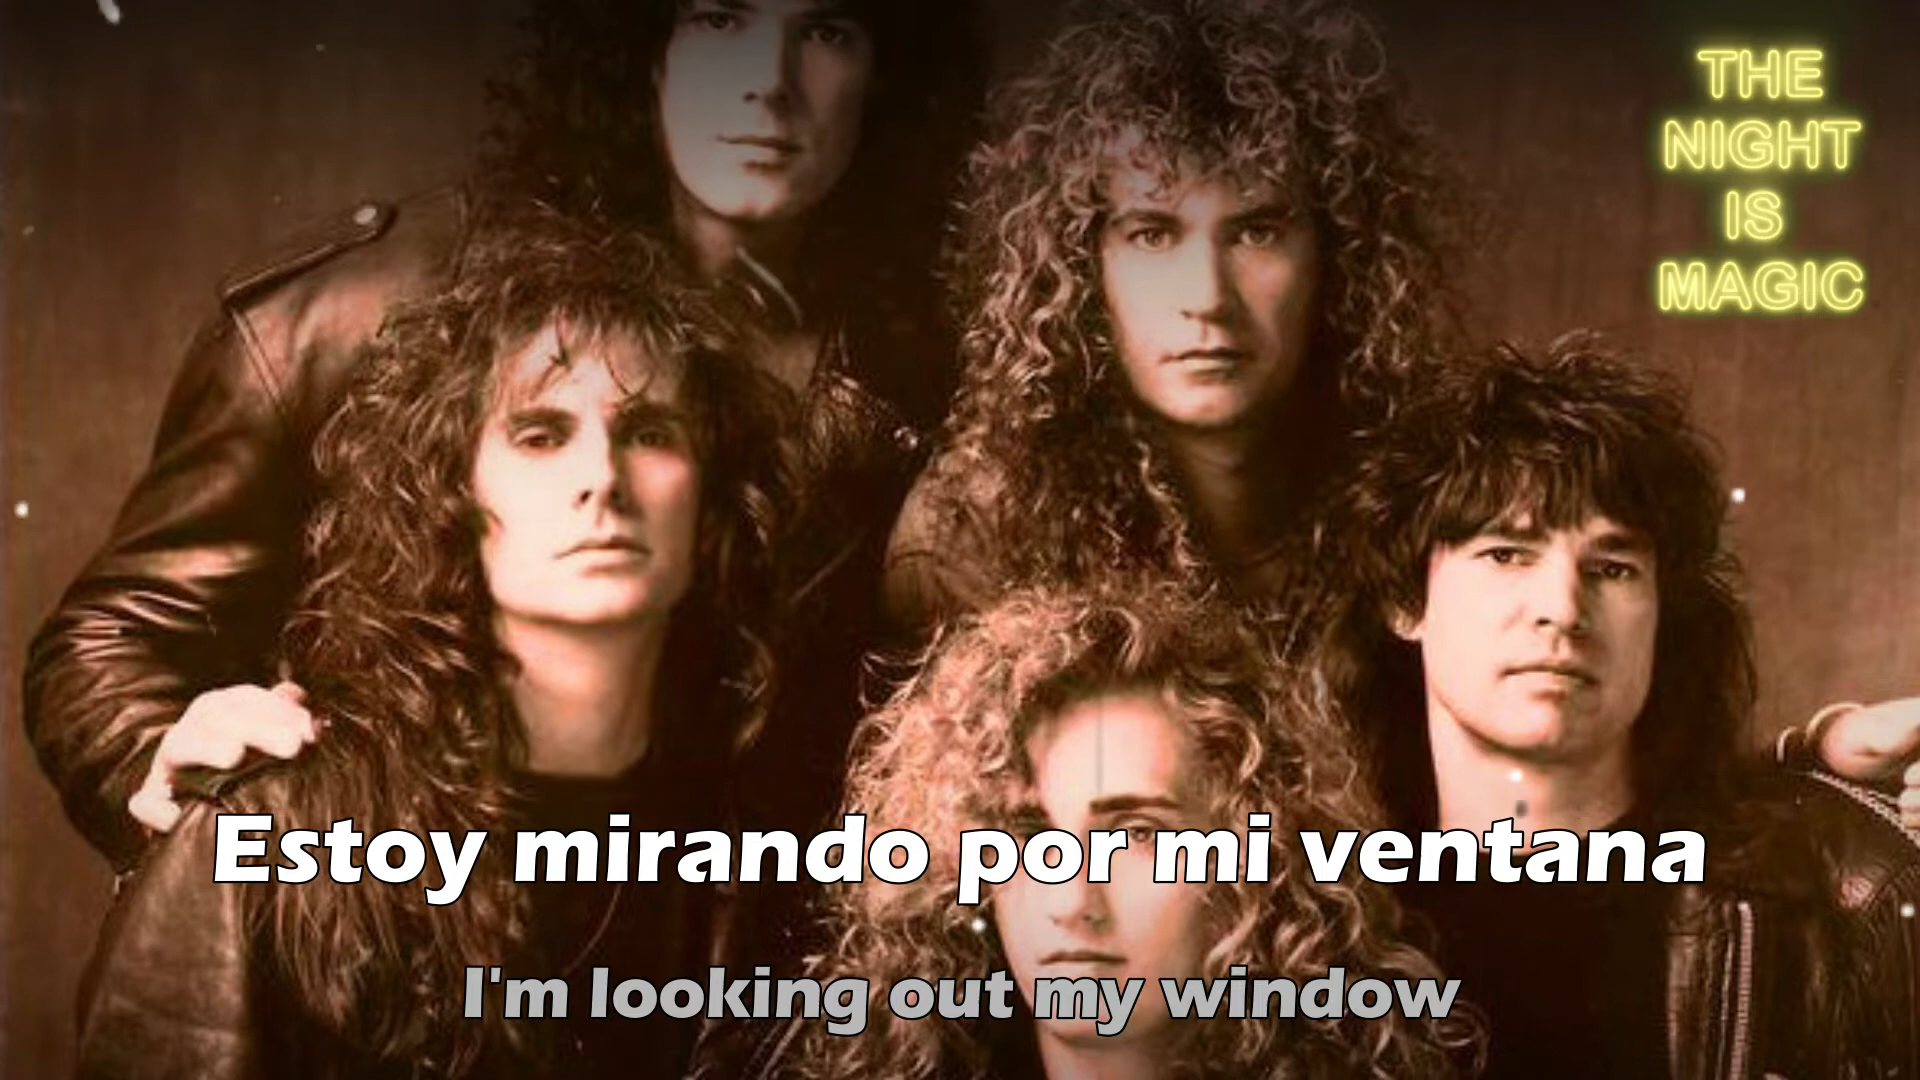 THE
NIGHT
IS
MAGIC
Estoy mirando por mi ventana
I'm looking out my window